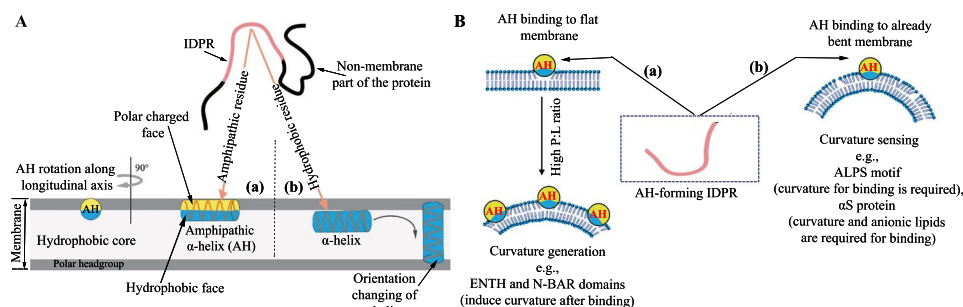 A
IDPR
Non-membrane
part of the protein
Amphipathic residue
Hydrophobic residue
Polar charged
face
AH rotation along
longitudinal axis
90°
(a)
(b)
AH
Amphipathic
α-helix (AH)
α-helix
Membrane
Hydrophobic core
Polar headgroup
Hydrophobic face
Orientation
changing of
B
AH binding to flat
membrane
AH
(a)
(b)
AH binding to already
bent membrane
AH
High P:L ratio
AH-forming IDPR
AH
AH
AH
Curvature generation
e.g.,
ENTH and N-BAR domains
(induce curvature after binding)
Curvature sensing
e.g.,
ALPS motif
(curvature for binding is required),
αS protein
(curvature and anionic lipids
are required for binding)